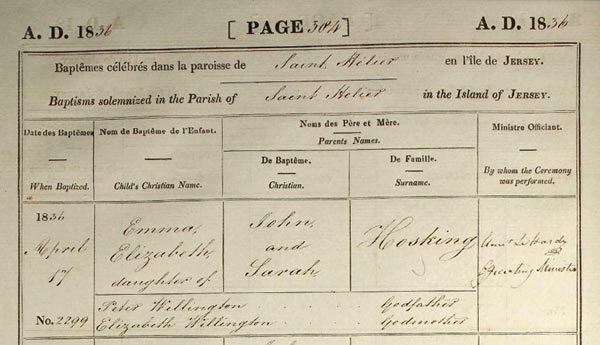 A. D. 1836 [ PAGE 304 ] A. D. 1836
Baptêmes célébrés dans la paroisse de Saint Hélier en l'île de JERSEY.
Baptisms solemnized in the Parish of Saint Helier in the Island of JERSEY.
Date des Baptêmes
When Baptized.
Nom de Baptême de l'Enfant.
Child's Christian Name.
Noms des Père et Mère.
Parents Names.
De Baptême.
Christian.
De Famille.
Surname.
Ministre Officiant.
By whom the Ceremony
was performed.
1836
April
17
Emma
Elizabeth
daughter of
John
and
Sarah
Hosking
Le Hardy
Officiating Minister
No. 2299
Peter Willington Godfather
Elizabeth Willington Godmother